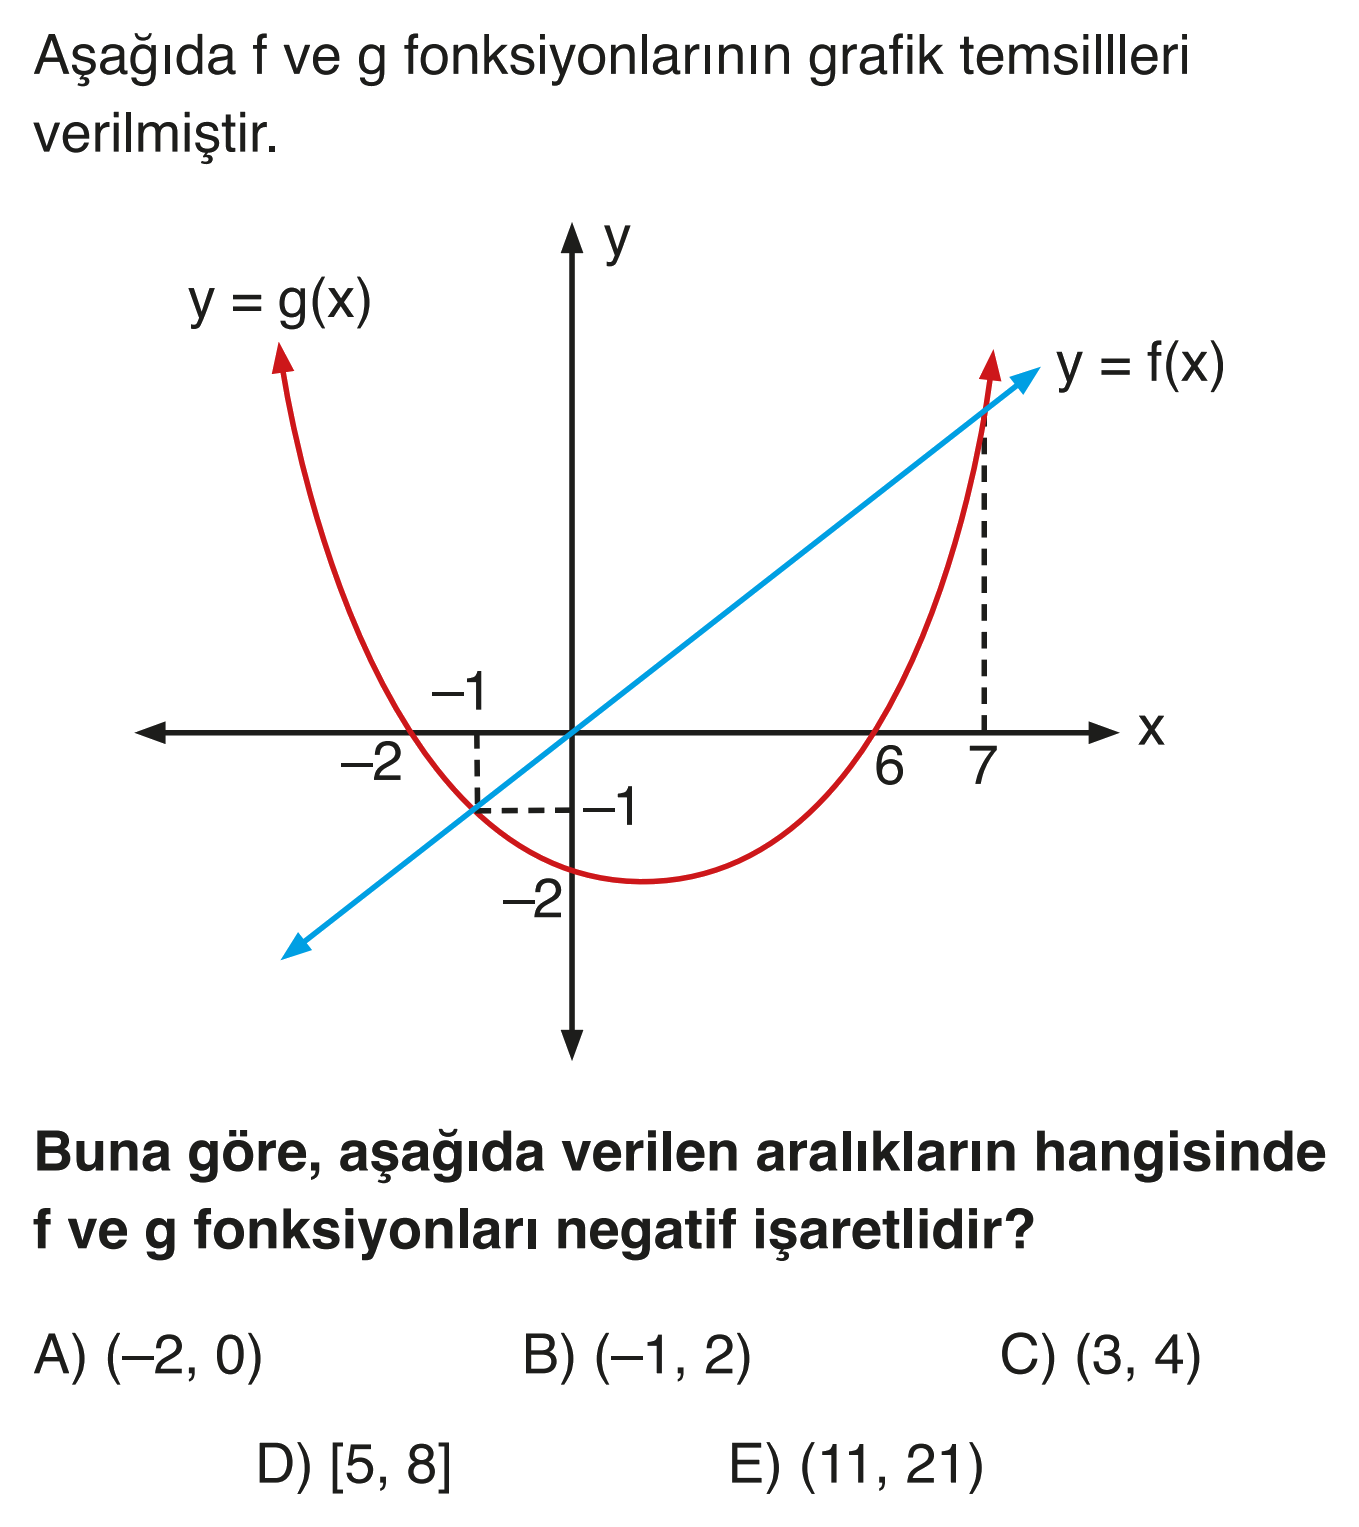 Aşağıda f ve g fonksiyonlarının grafik temsillleri
verilmiştir.
y
y = g(x)
y = f(x)
–1
x
–2
6
7
–1
–2
Buna göre, aşağıda verilen aralıkların hangisinde
f ve g fonksiyonları negatif işaretlidir?
A) (–2, 0)
B) (–1, 2)
C) (3, 4)
D) [5, 8]
E) (11, 21)